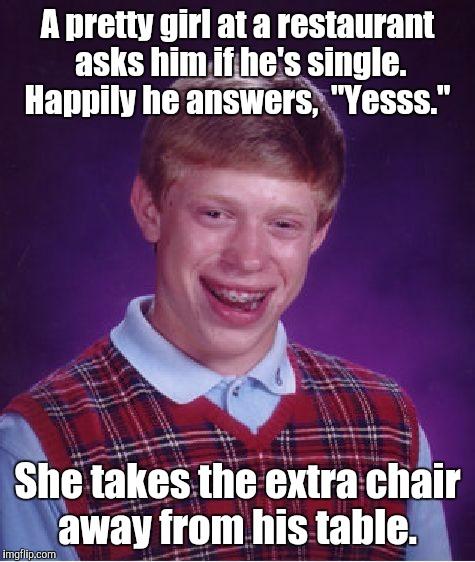 A pretty girl at a restaurant
asks him if he's single.
Happily he answers,  "Yesss."
She takes the extra chair
away from his table.
imgflip.com